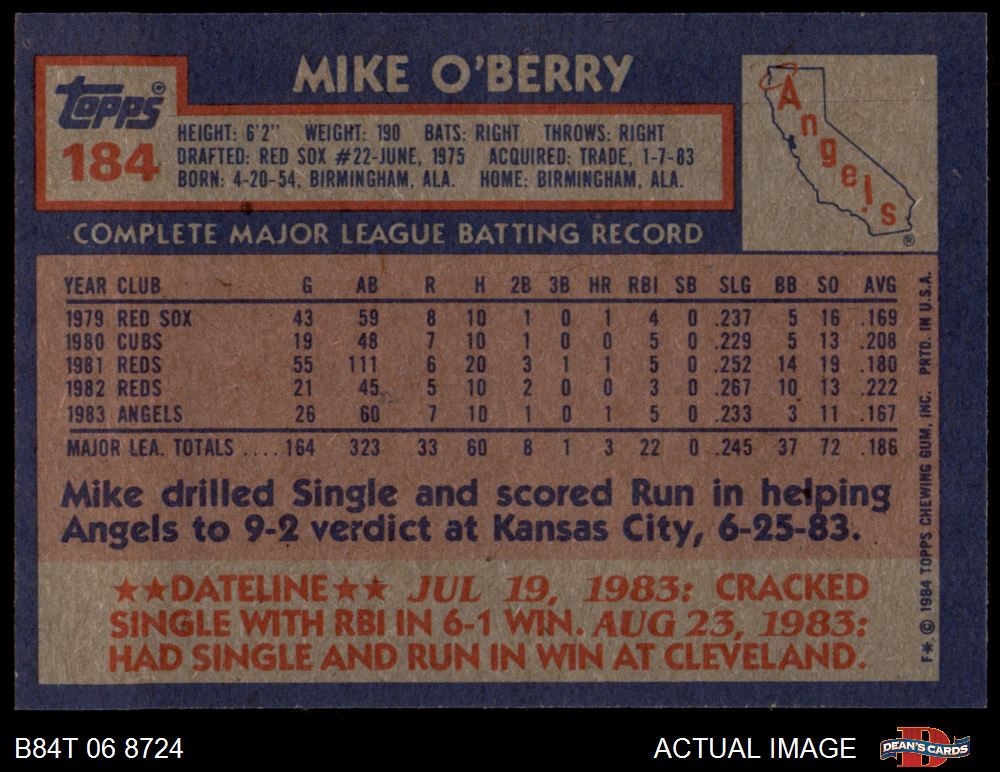 MIKE O'BERRY
topps®
184
HEIGHT: 6'2" WEIGHT: 190 BATS: RIGHT THROWS: RIGHT
DRAFTED: RED SOX #22-JUNE, 1975 ACQUIRED: TRADE, 1-7-83
BORN: 4-20-54, BIRMINGHAM, ALA. HOME: BIRMINGHAM, ALA.
Angels
®
COMPLETE MAJOR LEAGUE BATTING RECORD
YEAR CLUB G AB R H 2B 3B HR RBI SB SLG BB SO AVG
1979 RED SOX 43 59 8 10 1 0 1 4 0 .237 5 16 .169
1980 CUBS 19 48 7 10 1 0 0 5 0 .229 5 13 .208
1981 REDS 55 111 6 20 3 1 1 5 0 .252 14 19 .180
1982 REDS 21 45 5 10 2 0 0 3 0 .267 10 13 .222
1983 ANGELS 26 60 7 10 1 0 1 5 0 .233 3 11 .167
MAJOR LEA. TOTALS .... 164 323 33 60 8 1 3 22 0 .245 37 72 .186
Mike drilled Single and scored Run in helping
Angels to 9-2 verdict at Kansas City, 6-25-83.
★★DATELINE★★ JUL 19, 1983: CRACKED
SINGLE WITH RBI IN 6-1 WIN. AUG 23, 1983:
HAD SINGLE AND RUN IN WIN AT CLEVELAND.
F* © 1984 TOPPS CHEWING GUM, INC. PRTD. IN U.S.A.
B84T 06 8724
ACTUAL IMAGE
D
DEAN'S CARDS